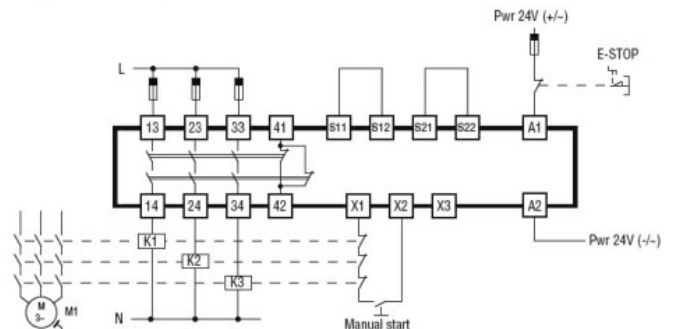 Pwr 24V (+/~)
E-STOP
L
13 23 33 41 S11 S12 S21 S22 A1
14 24 34 42 X1 X2 X3 A2
K1
Pwr 24V (-/~)
K2
K3
M
3~
M1
N
Manual start